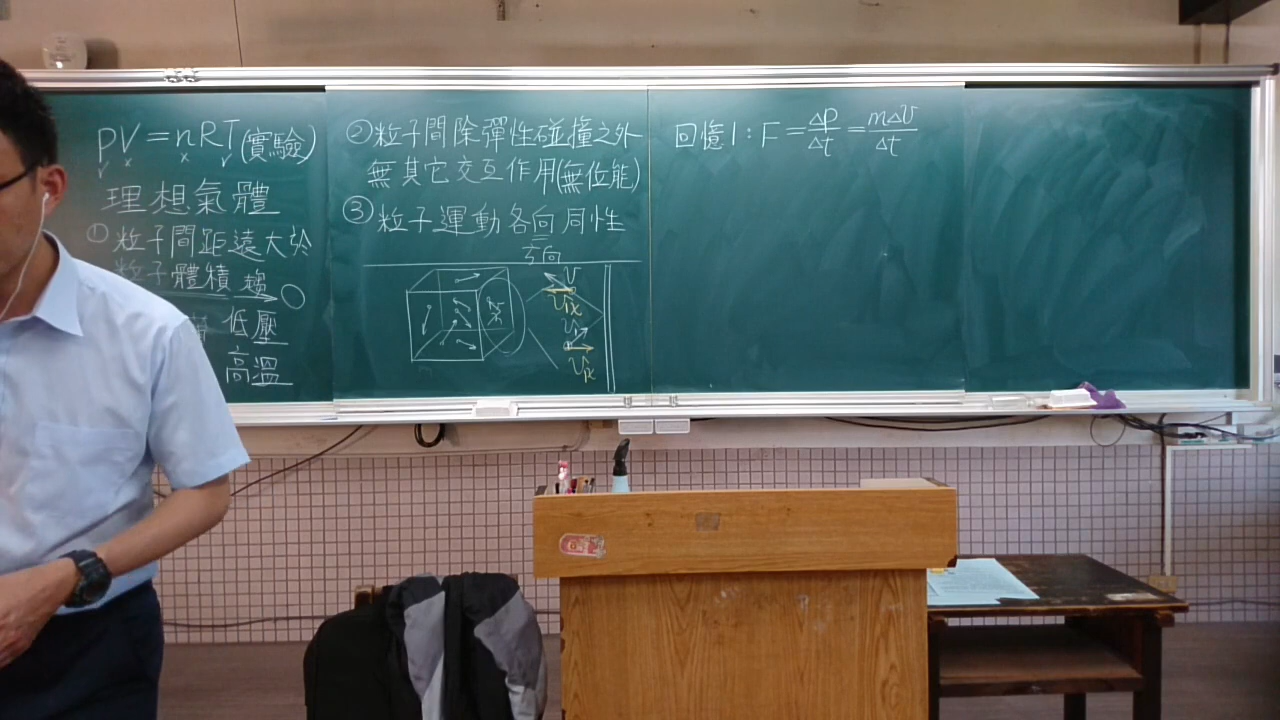 pV=nRT(實驗)
理想氣體
①粒子間距遠大於
粒子體積 趨→0
低壓
高溫
②粒子間除彈性碰撞之外
無其它交互作用(無位能)
③粒子運動各向同性
方向
v
v
回憶1:F=Δp/Δt=mΔv/Δt